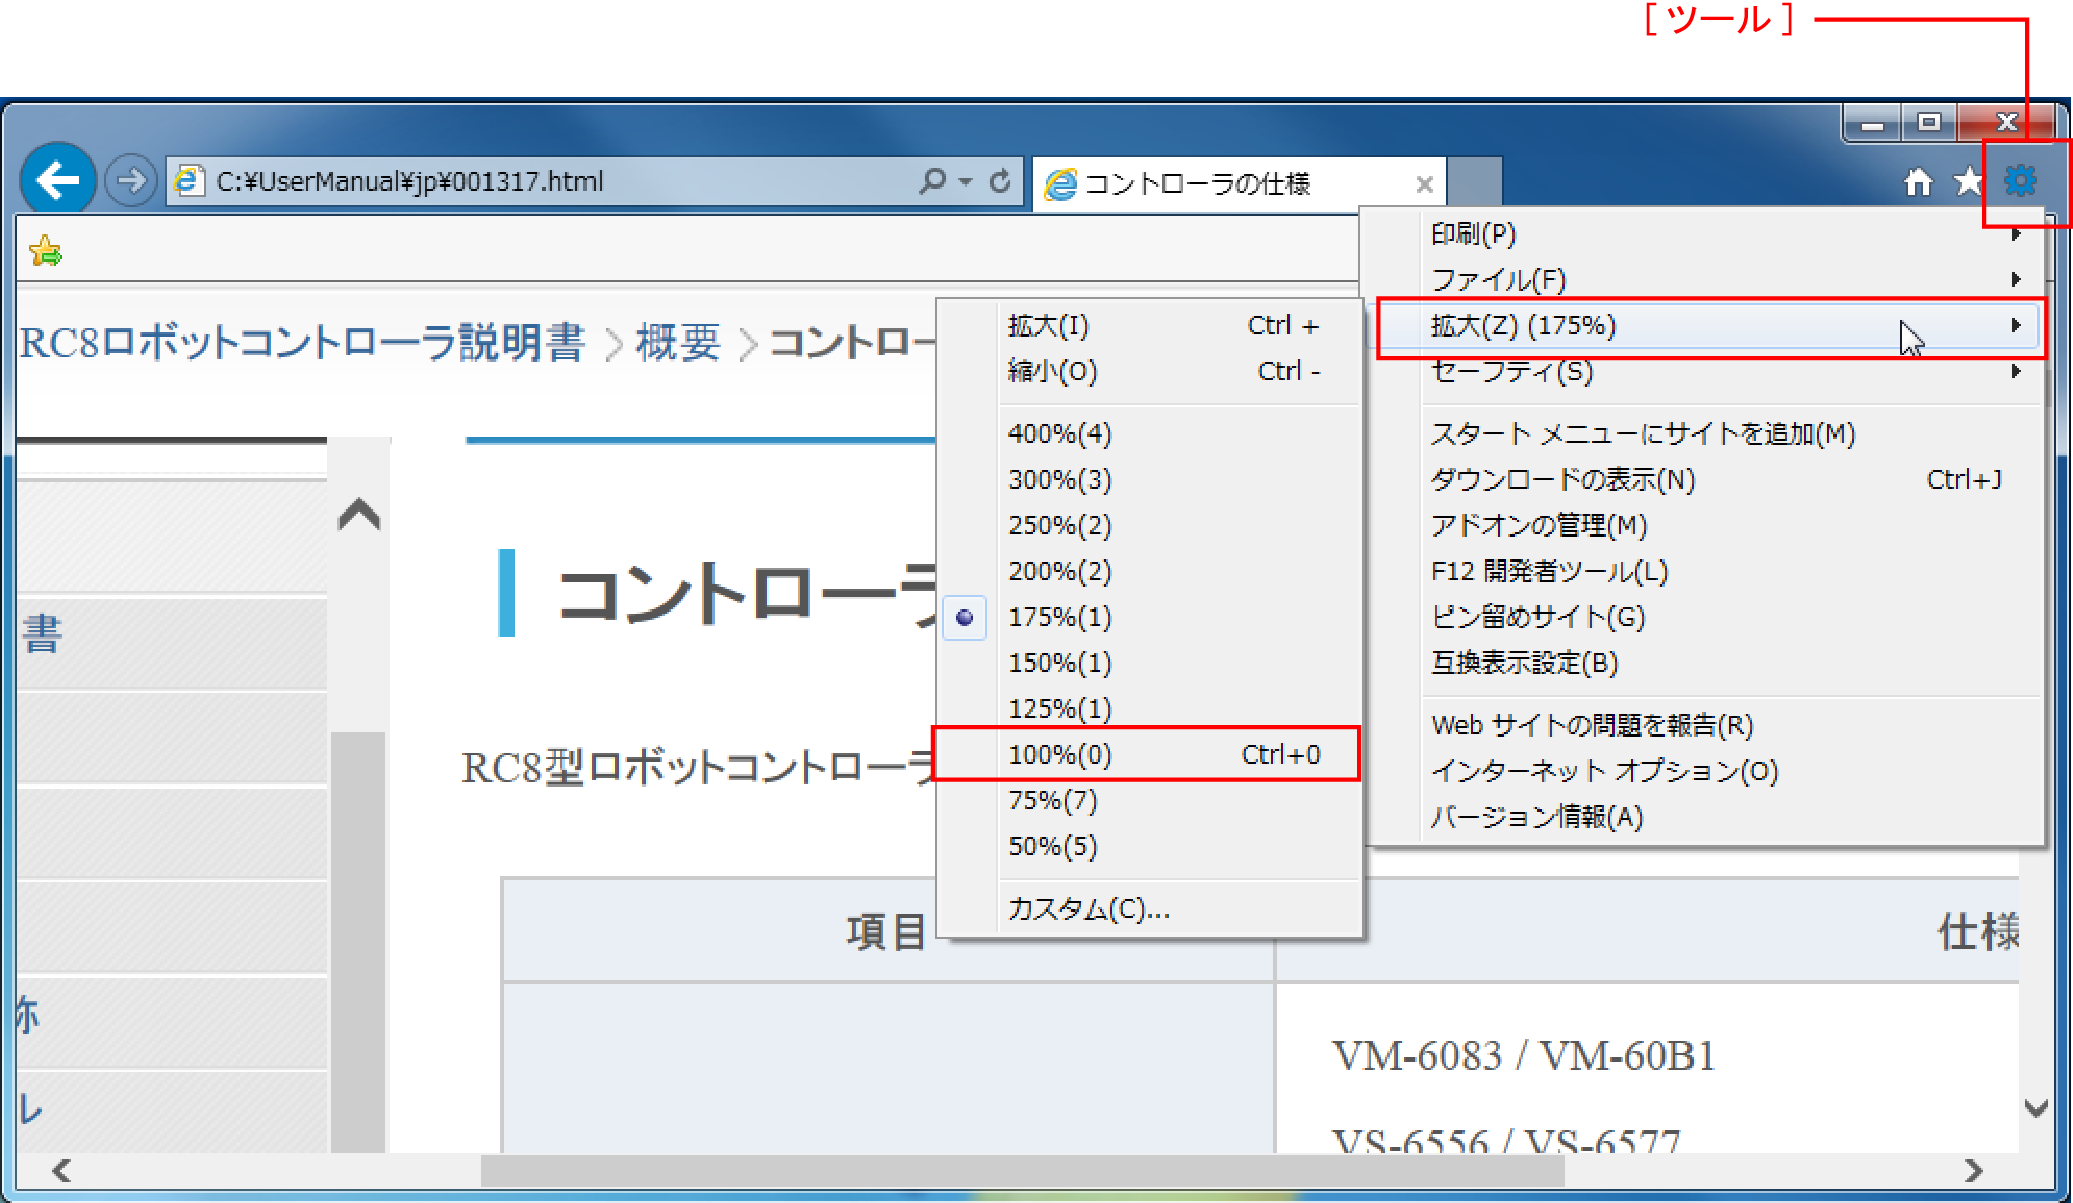 [ツール]
C:¥UserManual¥jp¥001317.html
コントローラの仕様
印刷(P)
ファイル(F)
拡大(Z) (175%)
セーフティ(S)
スタート メニューにサイトを追加(M)
ダウンロードの表示(N) Ctrl+J
アドオンの管理(M)
F12 開発者ツール(L)
ピン留めサイト(G)
互換表示設定(B)
Web サイトの問題を報告(R)
インターネット オプション(O)
バージョン情報(A)
拡大(I) Ctrl +
縮小(O) Ctrl -
400%(4)
300%(3)
250%(2)
200%(2)
175%(1)
150%(1)
125%(1)
100%(0) Ctrl+0
75%(7)
50%(5)
カスタム(C)...
RC8ロボットコントローラ説明書 > 概要 > コントロー
書
ル
コントローラ
RC8型ロボットコントローラ
項目
仕様
VM-6083 / VM-60B1
VS-6556 / VS-6577